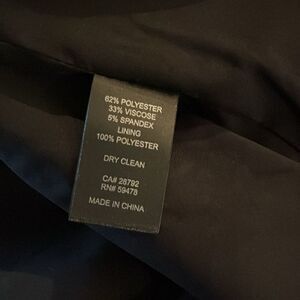 62% POLYESTER
33% VISCOSE
5% SPANDEX
LINING
100% POLYESTER
DRY CLEAN
CA# 28792
RN# 59478
MADE IN CHINA